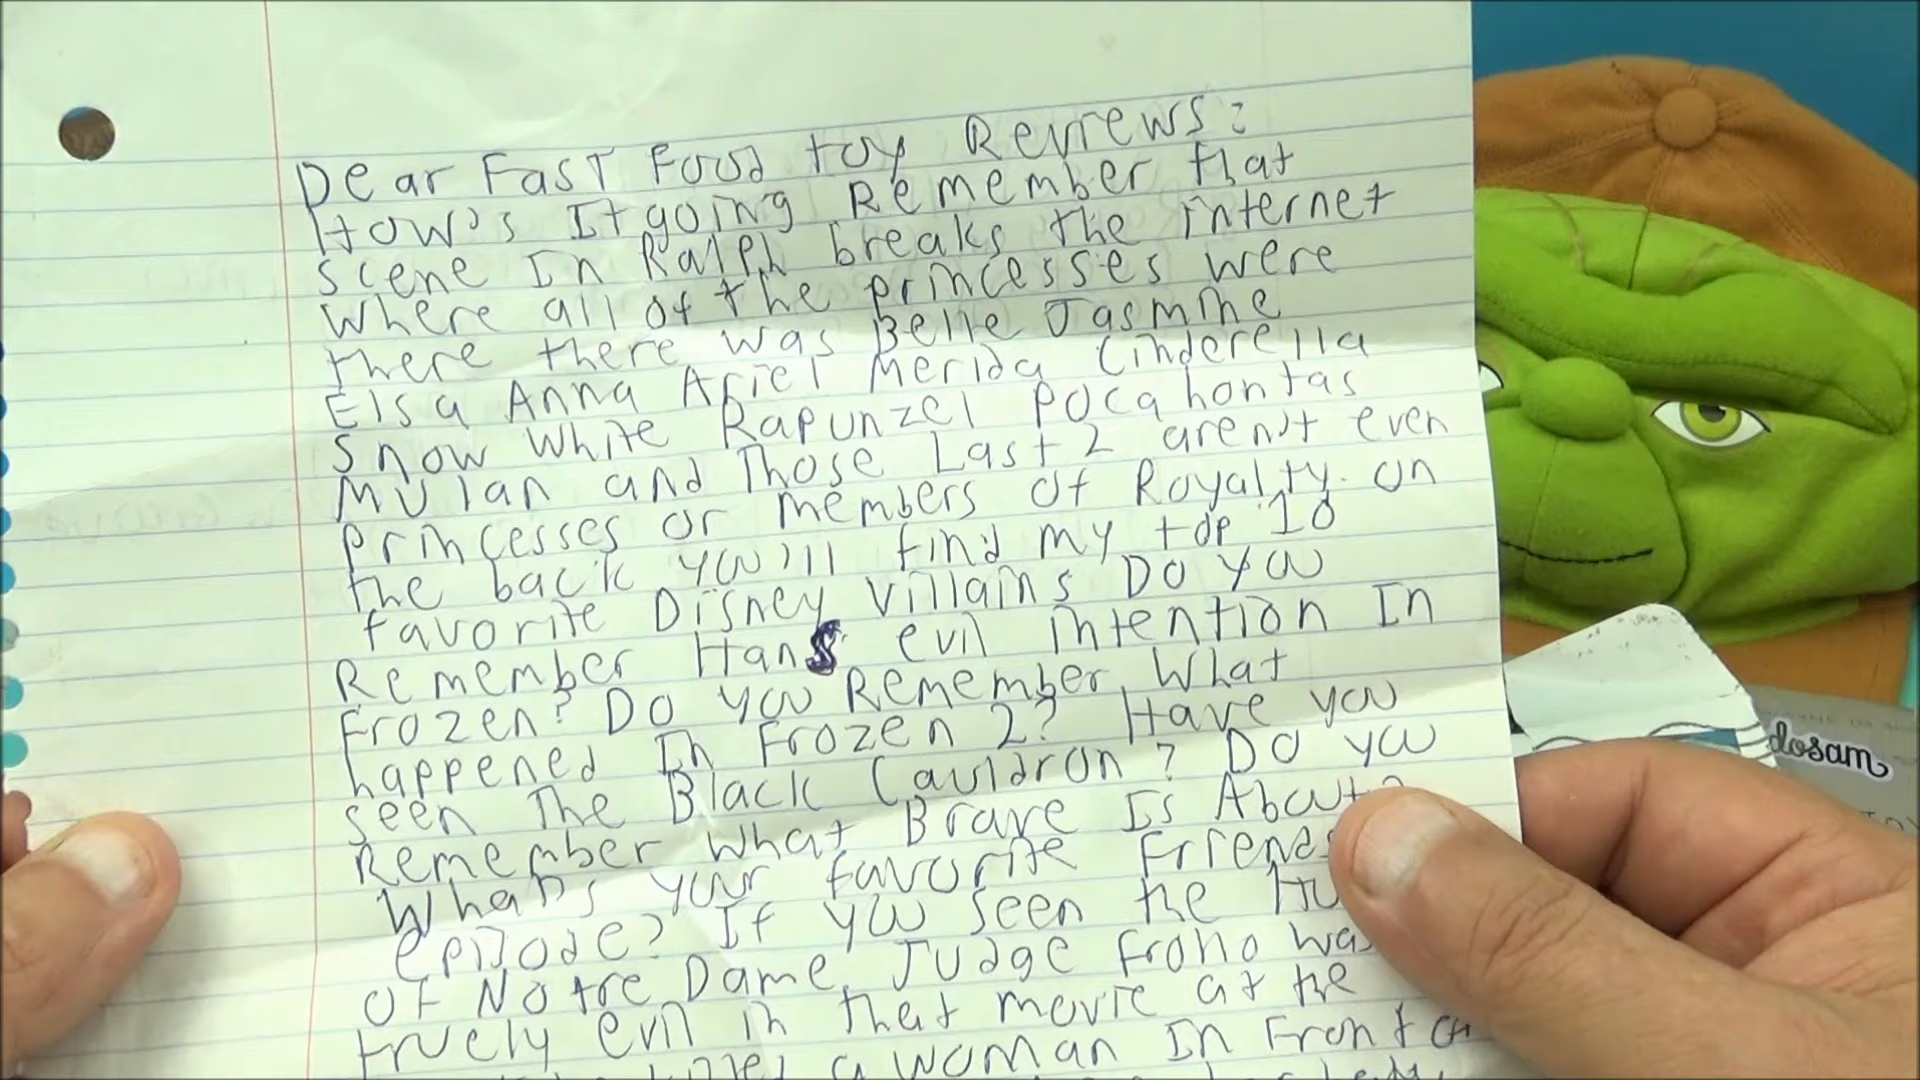 Dear Fast Food toy Reviews:
How's It going Remember that
scene In Ralph breaks the internet
where all of the princesses were
there there was Belle Jasmine
Elsa Anna Ariel Merida Cinderella
Snow White Rapunzel Pocahontas
Mulan and Those Last 2 aren't even
princesses or members of Royalty. on
the back you'll find my top 10
favorite Disney villains Do you
Remember Hans evil intention In
Frozen? Do you Remember What
happened In Frozen 2? Have you
seen The Black Cauldron? Do you
Remember What Brave Is About?
What's your favorite Friends
episode? If you seen the Hu
Of Notre Dame, Judge frono was
truely evil in that movie at the
a woman In Front
dosam